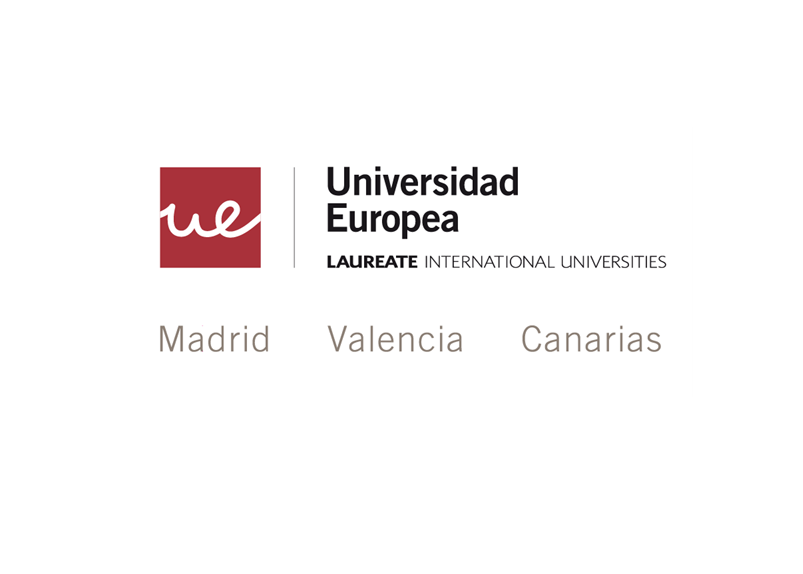 ue
Universidad
Europea
LAUREATE INTERNATIONAL UNIVERSITIES
Madrid Valencia Canarias